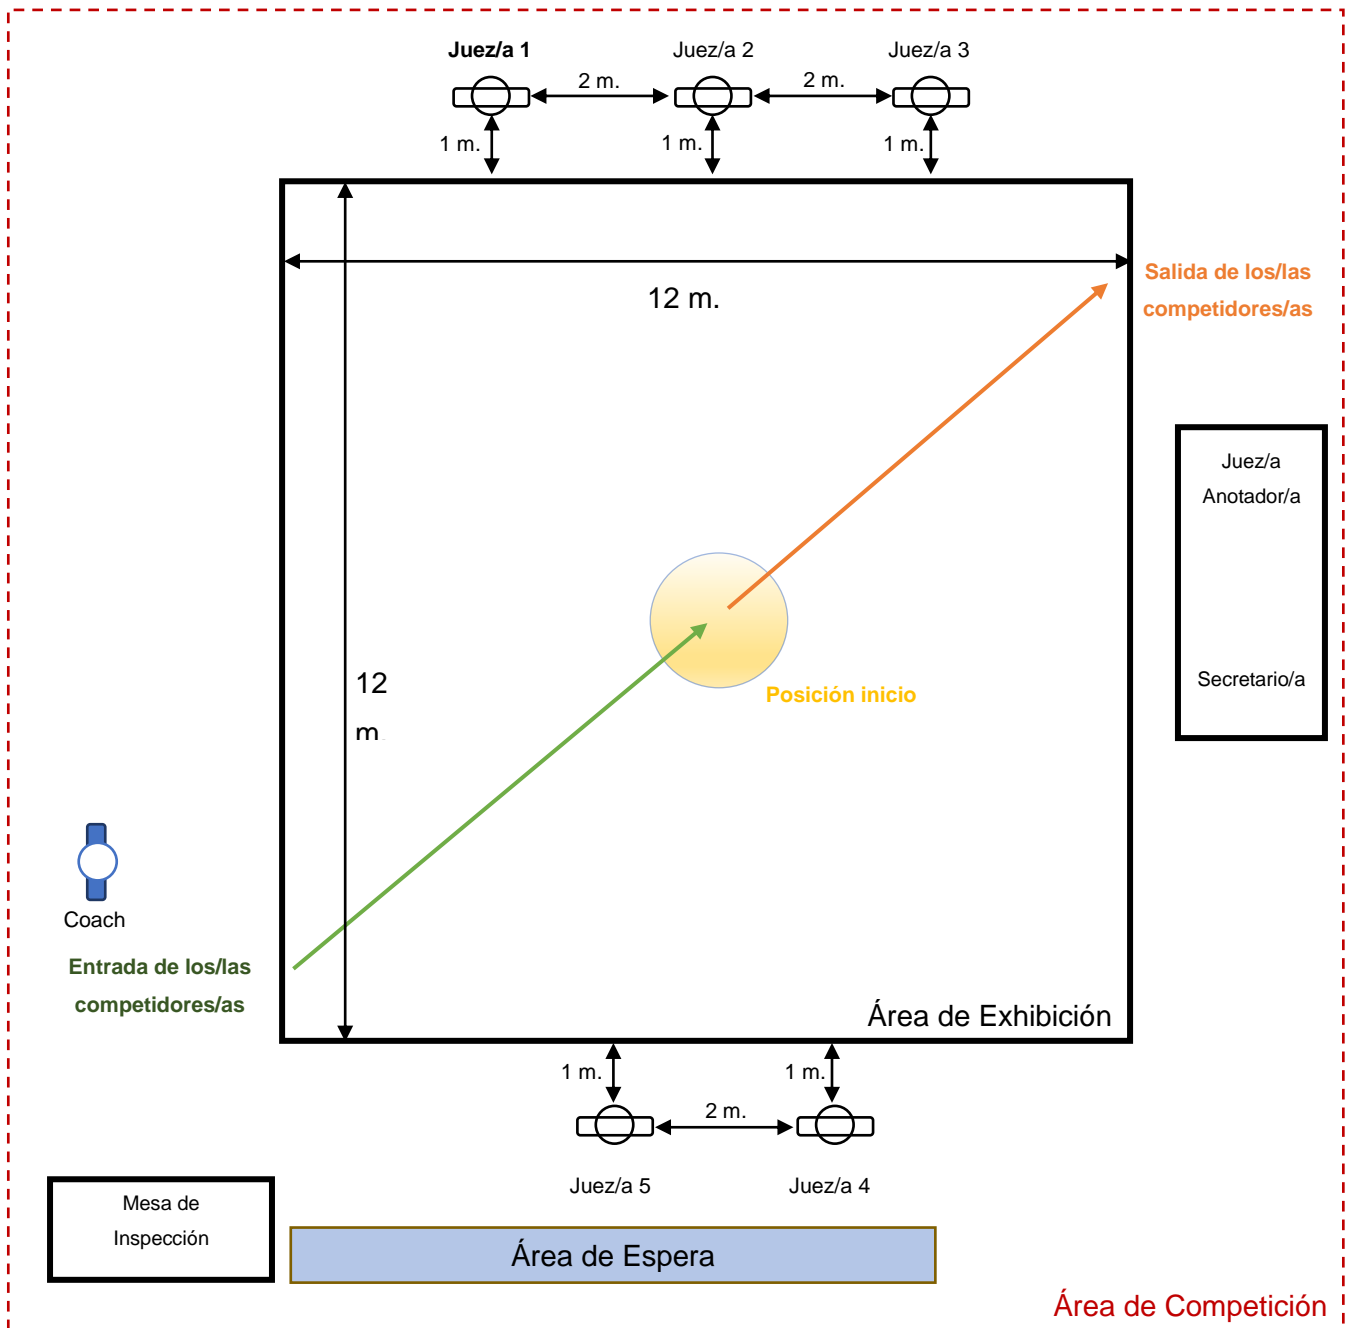 Juez/a 1
Juez/a 2
Juez/a 3
2 m.
2 m.
1 m.
1 m.
1 m.
Salida de los/las
competidores/as
12 m.
Juez/a
Anotador/a
12
m.
Posición inicio
Secretario/a
Coach
Entrada de los/las
competidores/as
Área de Exhibición
1 m.
1 m.
2 m.
Juez/a 5
Juez/a 4
Mesa de
Inspección
Área de Espera
Área de Competición